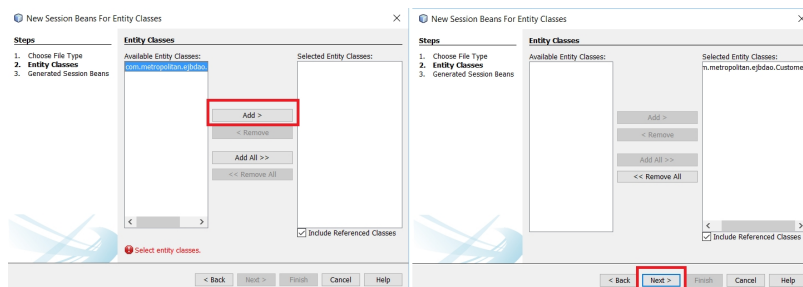 New Session Beans For Entity Classes
Steps
1. Choose File Type
2. Entity Classes
3. Generated Session Beans
Entity Classes
Available Entity Classes:
com.metropolitan.ejbdao.
Add >
< Remove
Add All >>
<< Remove All
Selected Entity Classes:
Include Referenced Classes
Select entity classes.
< Back Next > Finish Cancel Help
New Session Beans For Entity Classes
Steps
1. Choose File Type
2. Entity Classes
3. Generated Session Beans
Entity Classes
Available Entity Classes:
Add >
< Remove
Add All >>
<< Remove All
Selected Entity Classes:
n.metropolitan.ejbdao.Custome
Include Referenced Classes
< Back Next > Finish Cancel Help